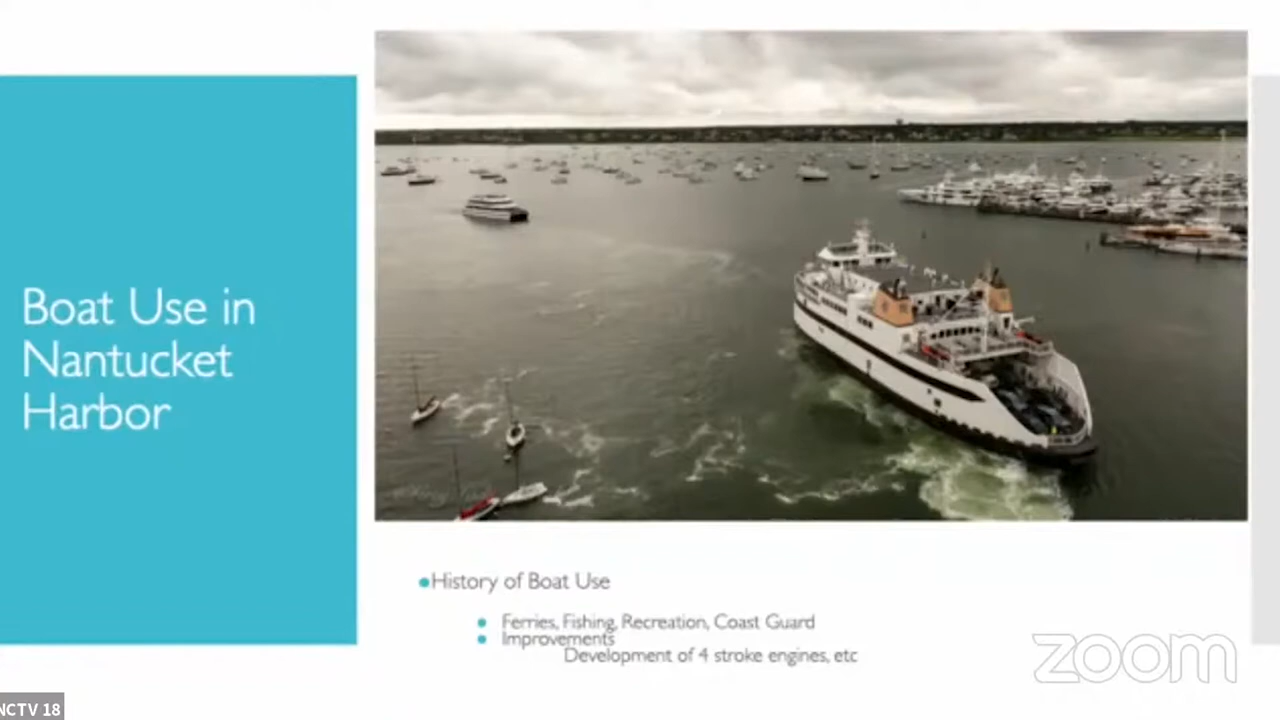 Boat Use in
Nantucket
Harbor
●History of Boat Use
● Ferries, Fishing, Recreation, Coast Guard
● Improvements
Development of 4 stroke engines, etc
zoom
NCTV 18